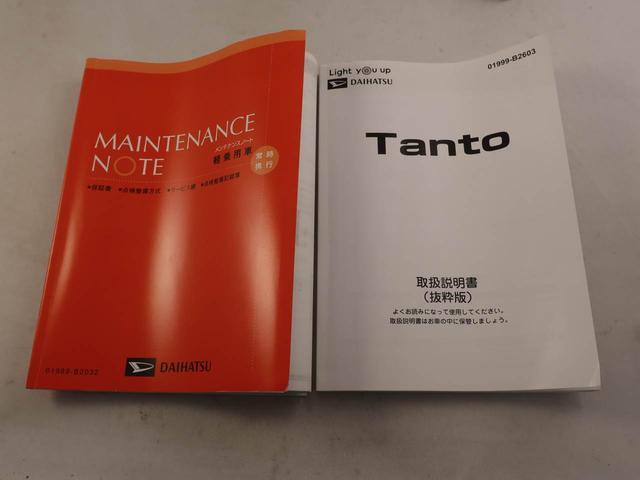 MAINTENANCE
NOTE
メンテナンスノート
軽乗用車
常時
携行
●保証書 ●点検整備方式 ●サービス網 ●点検整備記録簿
DAIHATSU
01999-B2032
Light you up
DAIHATSU
01999-B2603
Tanto
取扱説明書
（抜粋版）
よくお読みになって使用してください。
取扱説明書はお車の中に保管しましょう。